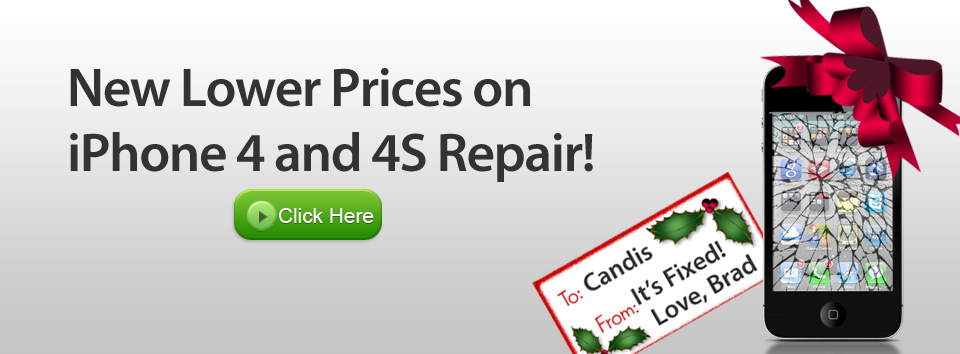 New Lower Prices on
iPhone 4 and 4S Repair!
Click Here
To: Candis
From: It's Fixed!
Love, Brad